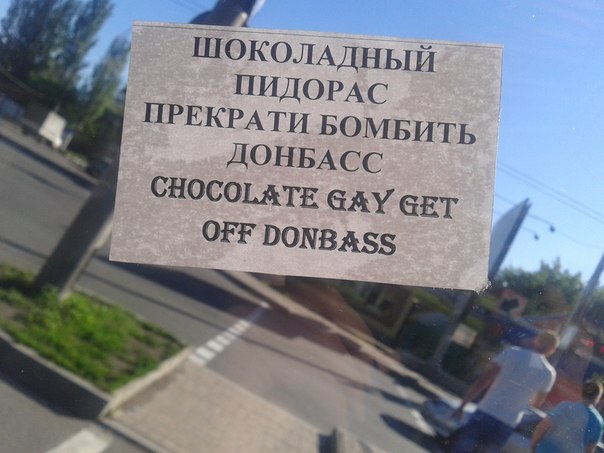 ШОКОЛАДНЫЙ
ПИДОРАС
ПРЕКРАТИ БОМБИТЬ
ДОНБАСС
CHOCOLATE GAY GET
OFF DONBASS